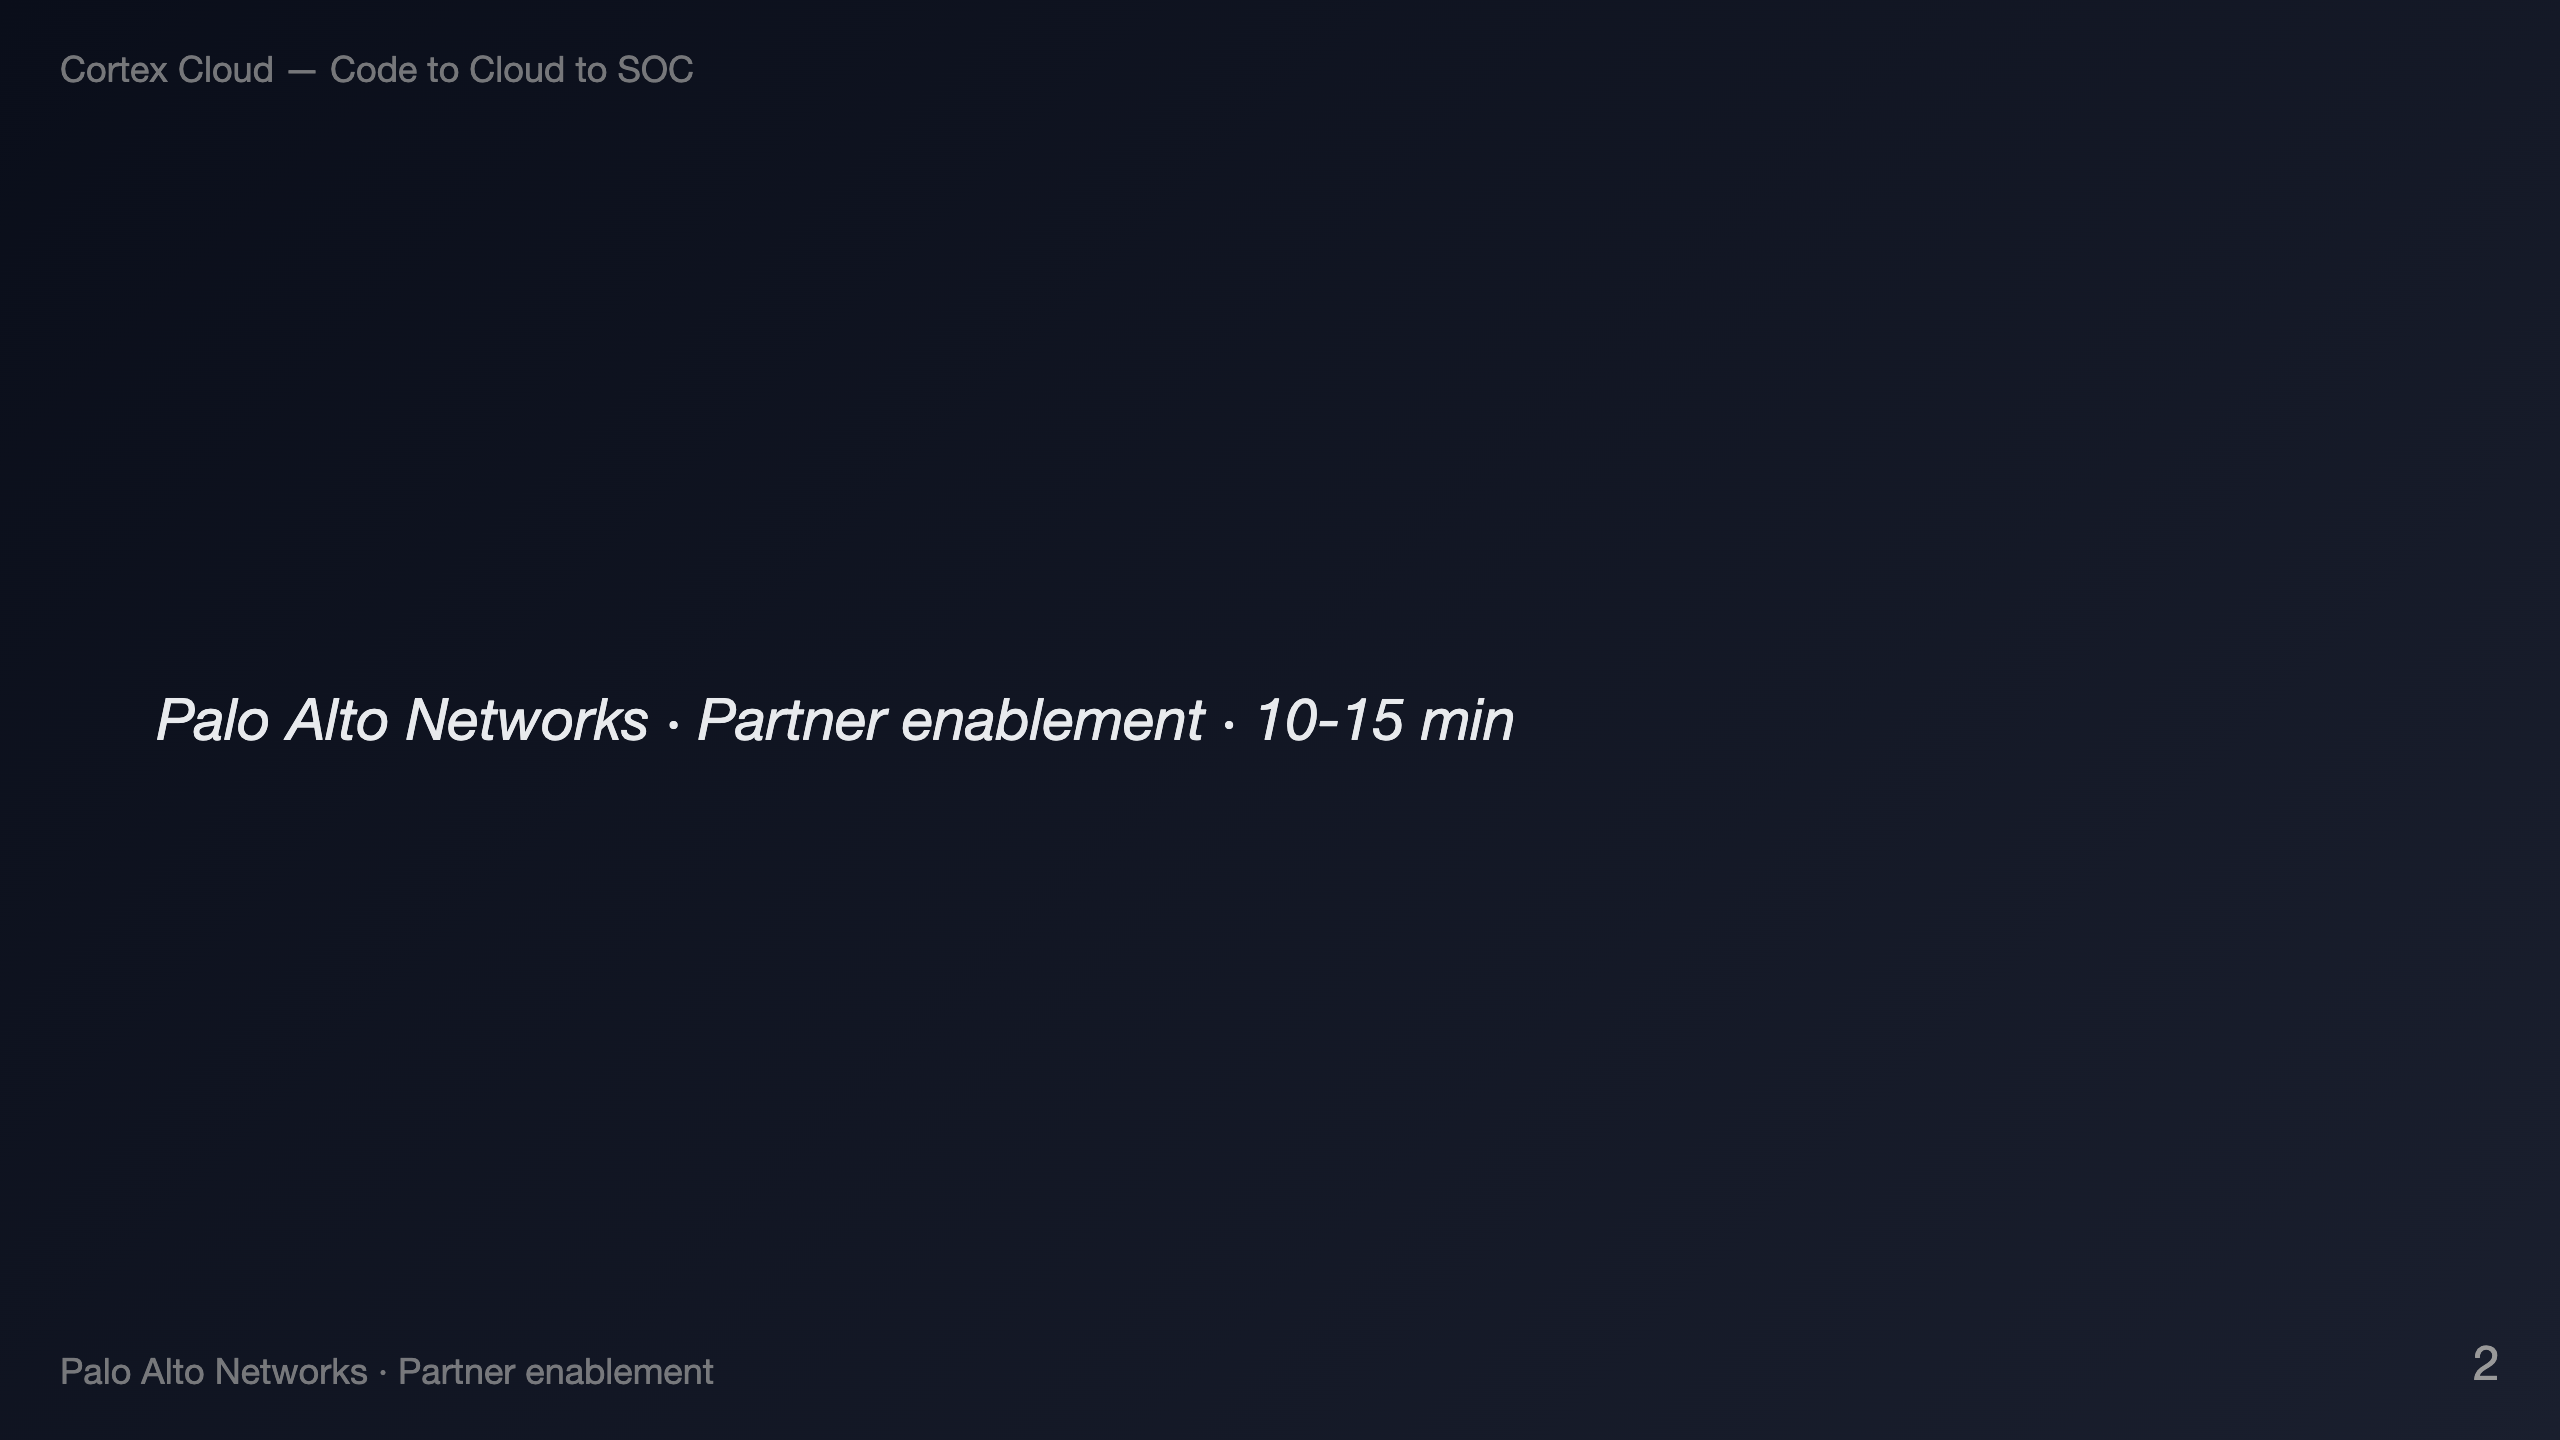 Cortex Cloud — Code to Cloud to SOC
Palo Alto Networks · Partner enablement · 10-15 min
Palo Alto Networks · Partner enablement
2